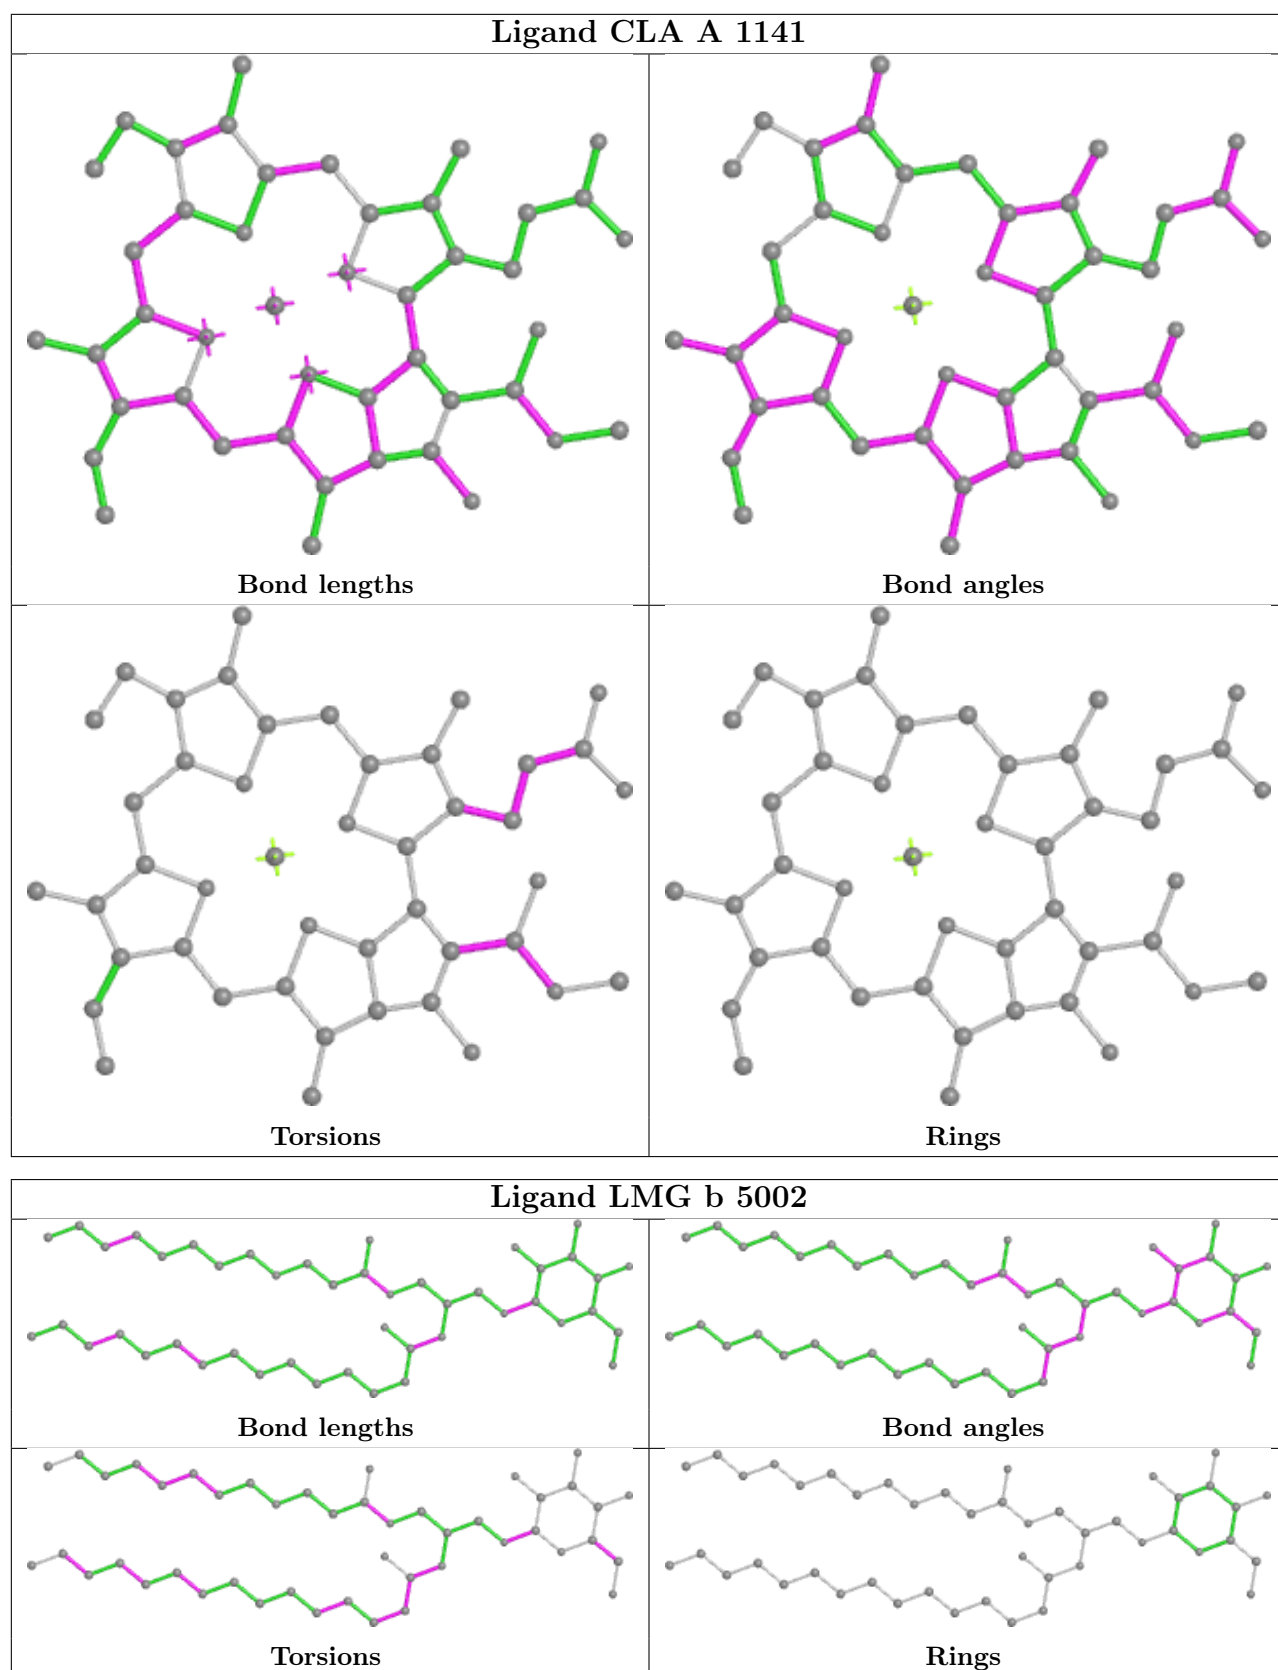 Ligand CLA A 1141
Bond lengths
Bond angles
Torsions
Rings
Ligand LMG b 5002
Bond lengths
Bond angles
Torsions
Rings